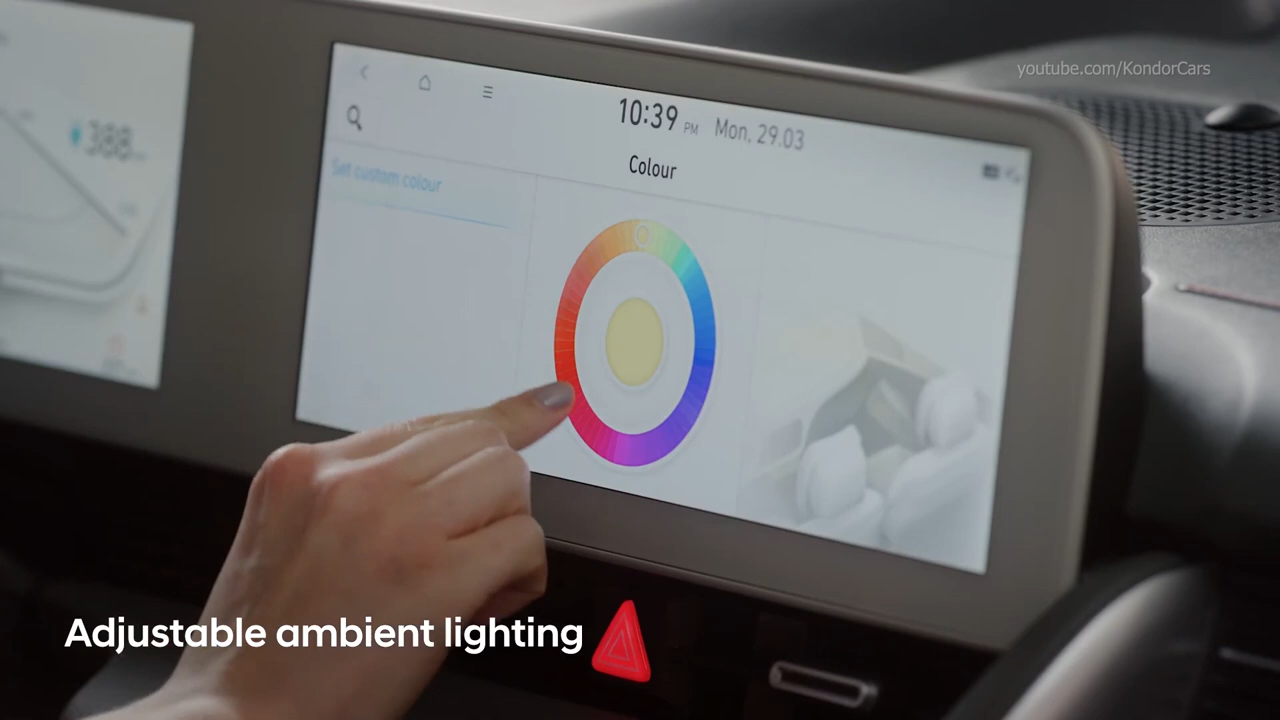 youtube.com/KondorCars
10:39 PM Mon, 29.03
Colour
Set custom colour
388
Adjustable ambient lighting